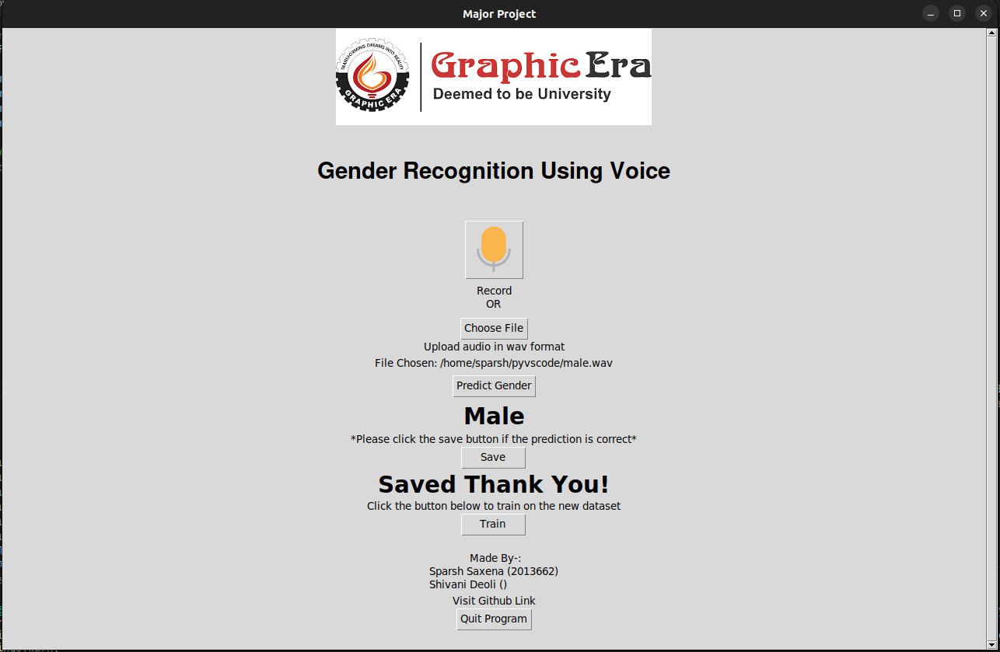 Major Project
TRANSFORMING DREAMS INTO REALITY
GRAPHIC ERA
Graphic Era
Deemed to be University
Gender Recognition Using Voice
Record
OR
Choose File
Upload audio in wav format
File Chosen: /home/sparsh/pyvscode/male.wav
Predict Gender
Male
*Please click the save button if the prediction is correct*
Save
Saved Thank You!
Click the button below to train on the new dataset
Train
Made By-:
Sparsh Saxena (2013662)
Shivani Deoli ()
Visit Github Link
Quit Program